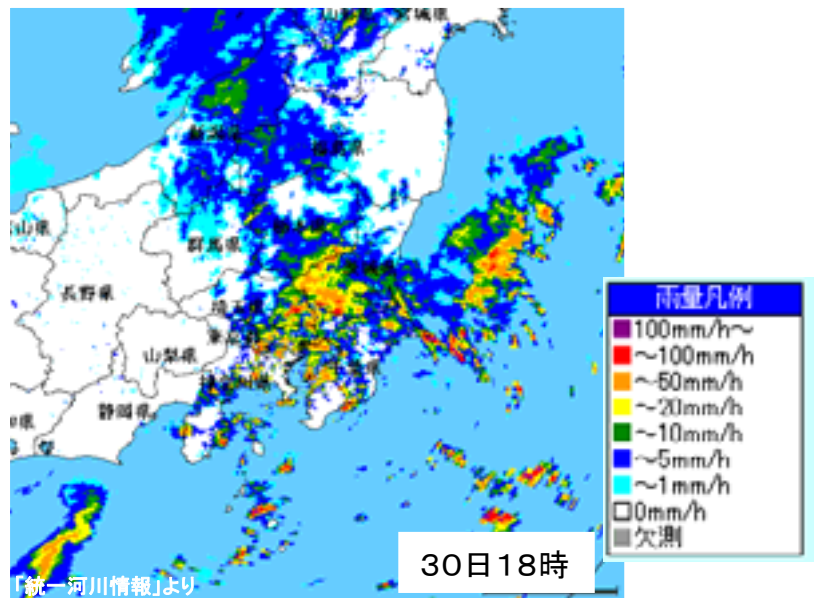 宮城県
新潟県
福島県
群馬県
長野県
山梨県
静岡県
雨量凡例
100mm/h～
～100mm/h
～50mm/h
～20mm/h
～10mm/h
～5mm/h
～1mm/h
0mm/h
欠測
30日18時
「統一河川情報」より